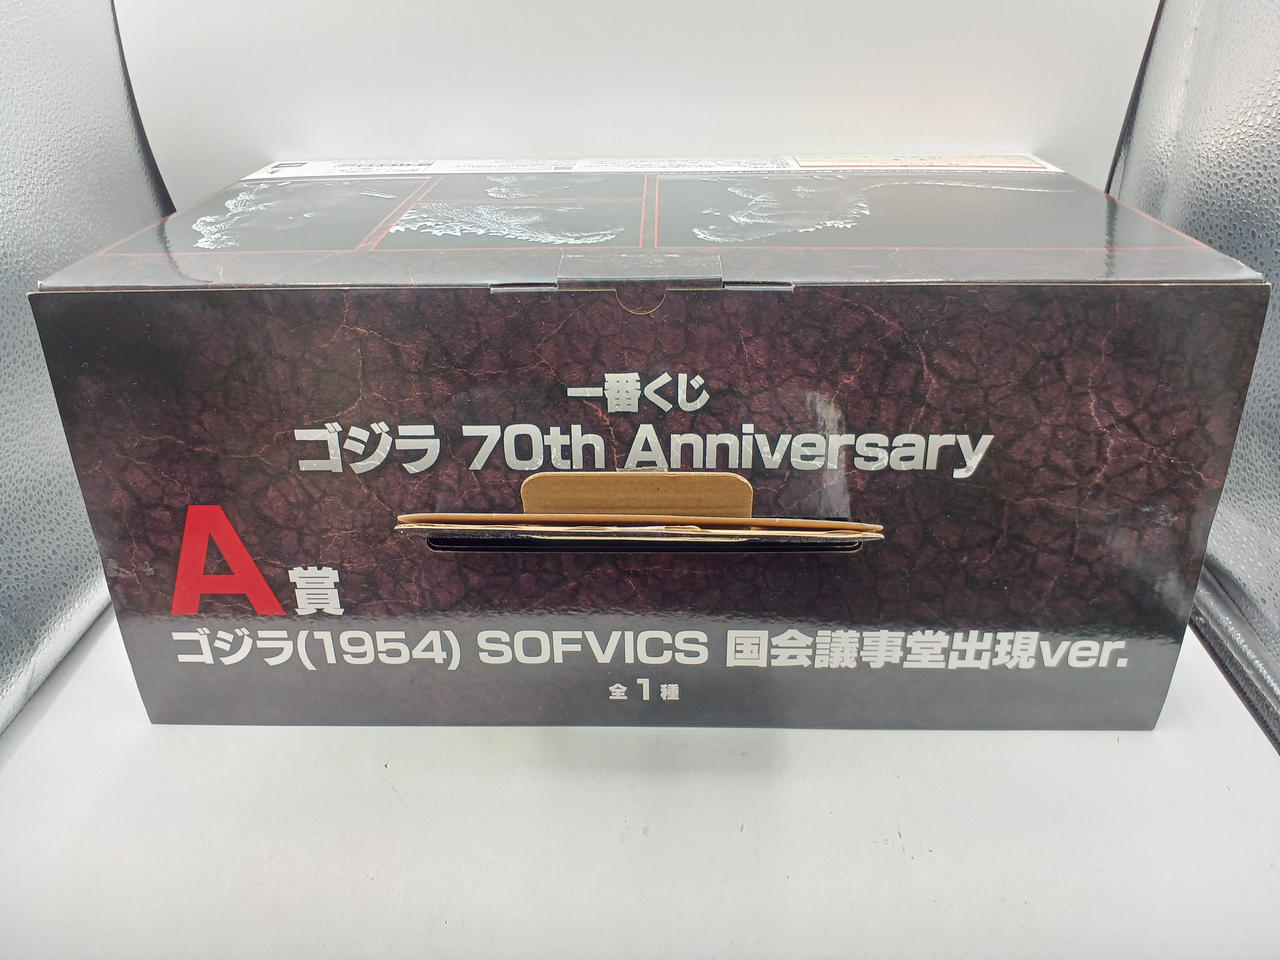 一番くじ
ゴジラ 70th Anniversary
A賞
ゴジラ(1954) SOFVICS 国会議事堂出現ver.
全1種